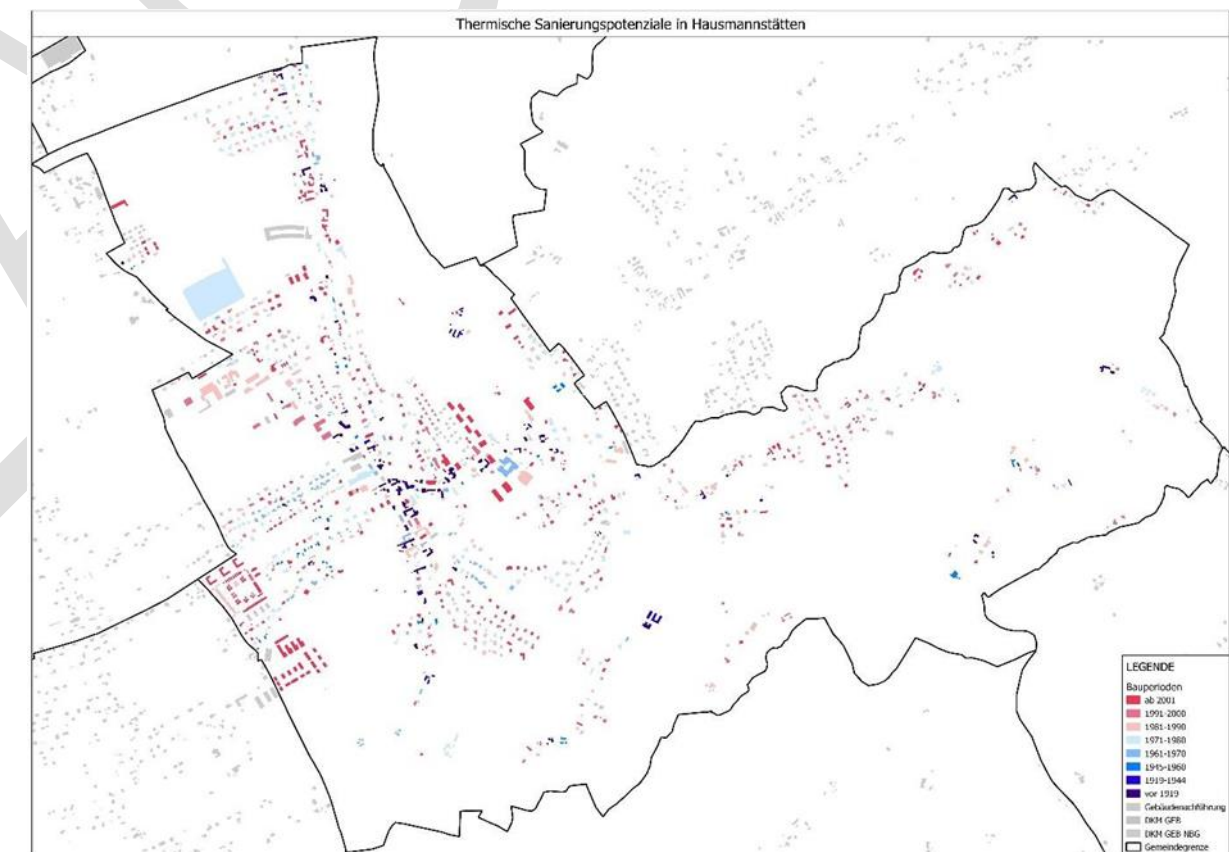 Thermische Sanierungspotenziale in Hausmannstätten
LEGENDE
Bauperioden
ab 2001
1991-2000
1981-1990
1971-1980
1961-1970
1945-1960
1919-1944
vor 1919
Gebäudenachführung
DKM GEB
DKM GEB NBG
Gemeindegrenze